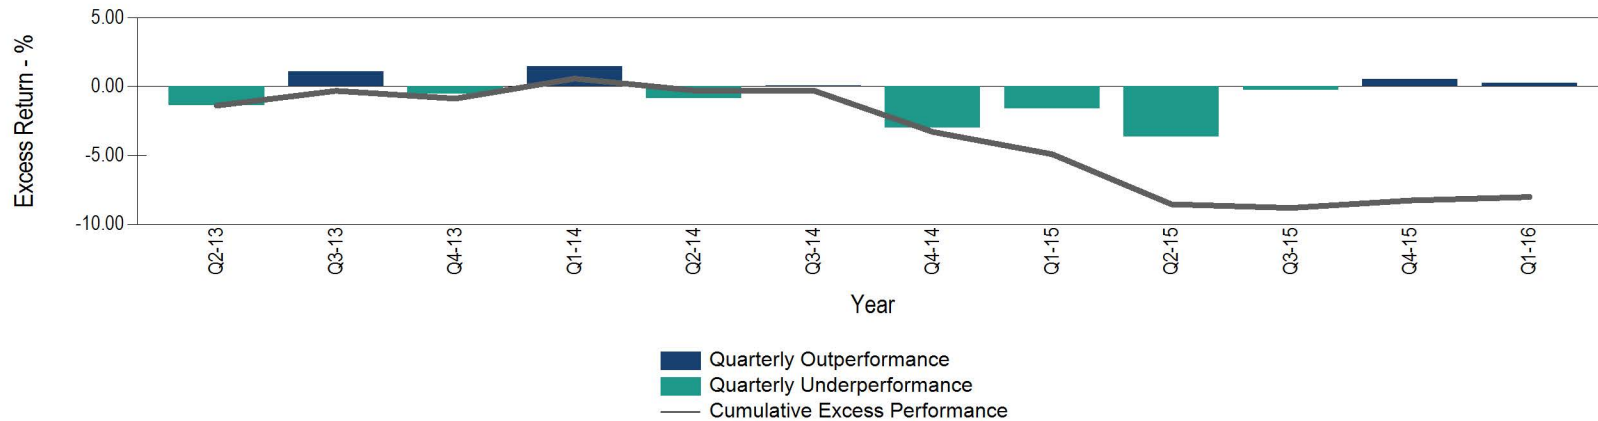 5.00
0.00
-5.00
-10.00
Excess Return - %
Q2-13
Q3-13
Q4-13
Q1-14
Q2-14
Q3-14
Q4-14
Q1-15
Q2-15
Q3-15
Q4-15
Q1-16
Year
Quarterly Outperformance
Quarterly Underperformance
Cumulative Excess Performance